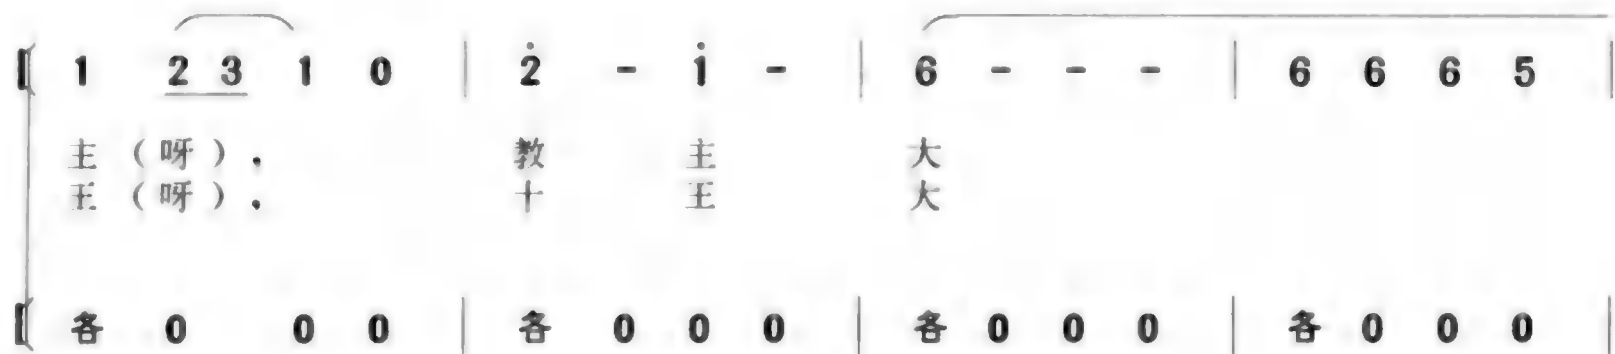 1 2 3 1 0 | 2̇ - 1̇ - | 6 - - - | 6 6 6 5 |
主（呀）， 教 主 大
王（呀）， 十 王 大
各 0 0 0 | 各 0 0 0 | 各 0 0 0 | 各 0 0 0 |